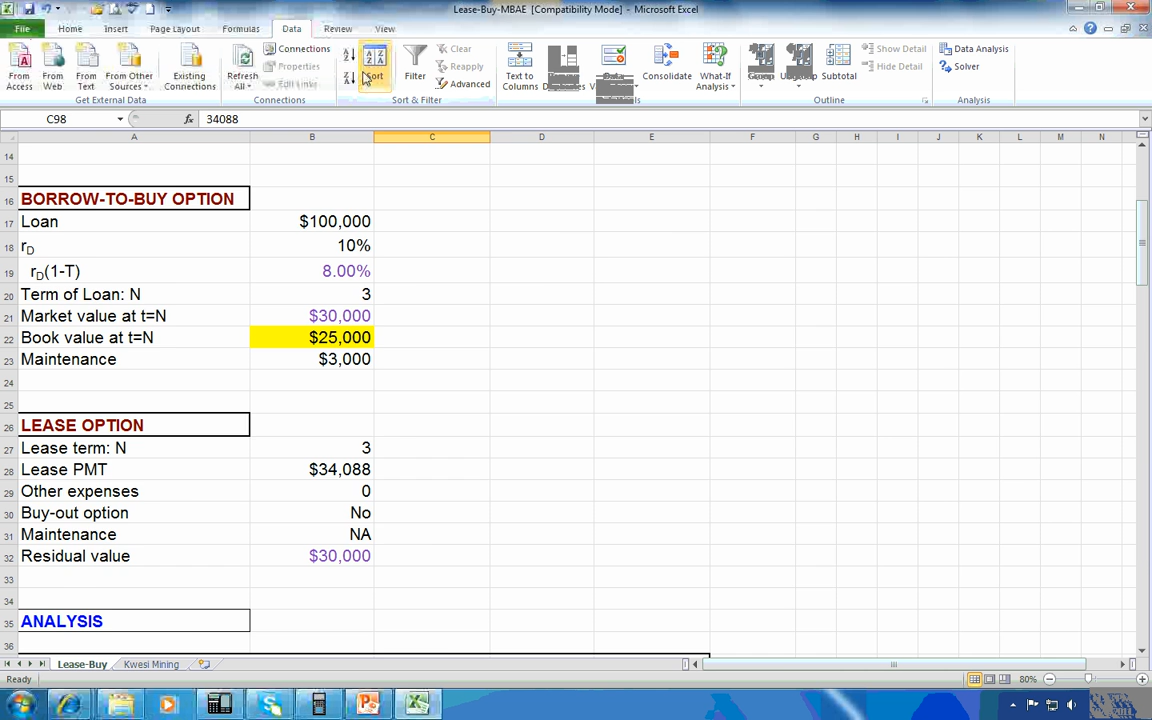 Lease-Buy-MBAE [Compatibility Mode] - Microsoft Excel
File Home Insert Page Layout Formulas Data Review View
From Access
From Web
From Text
From Other Sources
Existing Connections
Get External Data
Refresh All
Connections
Properties
Edit Links
Connections
Sort
Filter
Clear
Reapply
Advanced
Sort & Filter
Text to Columns
Consolidate
What-If Analysis
Subtotal
Show Detail
Hide Detail
Outline
Data Analysis
Solver
Analysis
C98 fx 34088
A B C D E F G H I J K L M N
14
15
16 BORROW-TO-BUY OPTION
17 Loan $100,000
18 rD 10%
19 rD(1-T) 8.00%
20 Term of Loan: N 3
21 Market value at t=N $30,000
22 Book value at t=N $25,000
23 Maintenance $3,000
24
25
26 LEASE OPTION
27 Lease term: N 3
28 Lease PMT $34,088
29 Other expenses 0
30 Buy-out option No
31 Maintenance NA
32 Residual value $30,000
33
34
35 ANALYSIS
36
Lease-Buy Kwesi Mining
Ready 80%